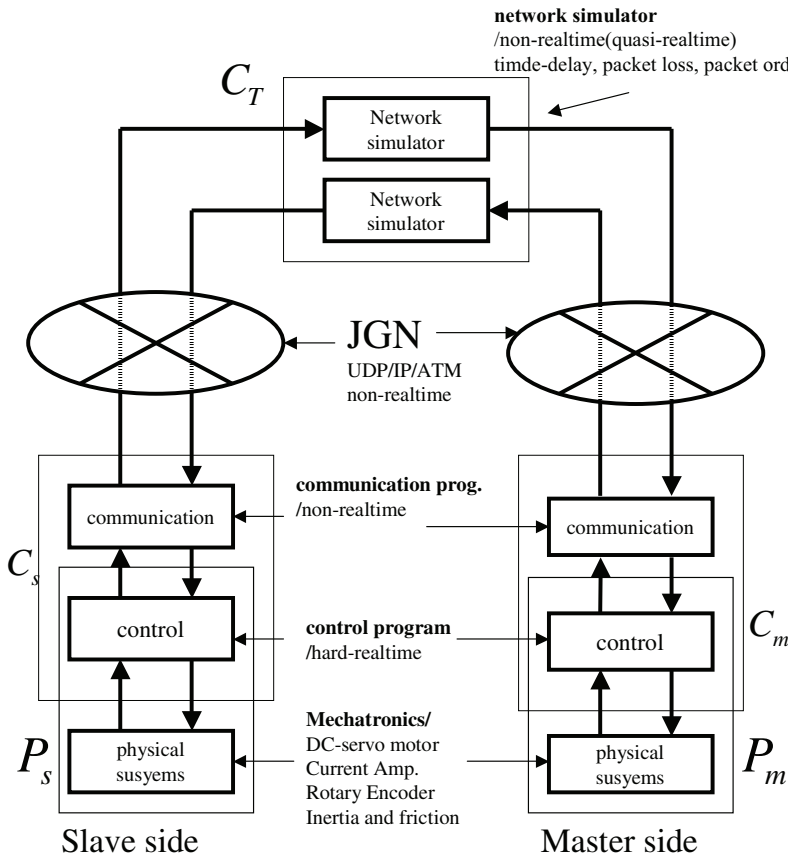 network simulator
/non-realtime(quasi-realtime)
timde-delay, packet loss, packet ord
C_T
Network
simulator
Network
simulator
JGN
UDP/IP/ATM
non-realtime
communication prog.
/non-realtime
communication
communication
C_s
control program
/hard-realtime
control
control
C_m
Mechatronics/
DC-servo motor
Current Amp.
Rotary Encoder
Inertia and friction
P_s
physical
susyems
physical
susyems
P_m
Slave side
Master side